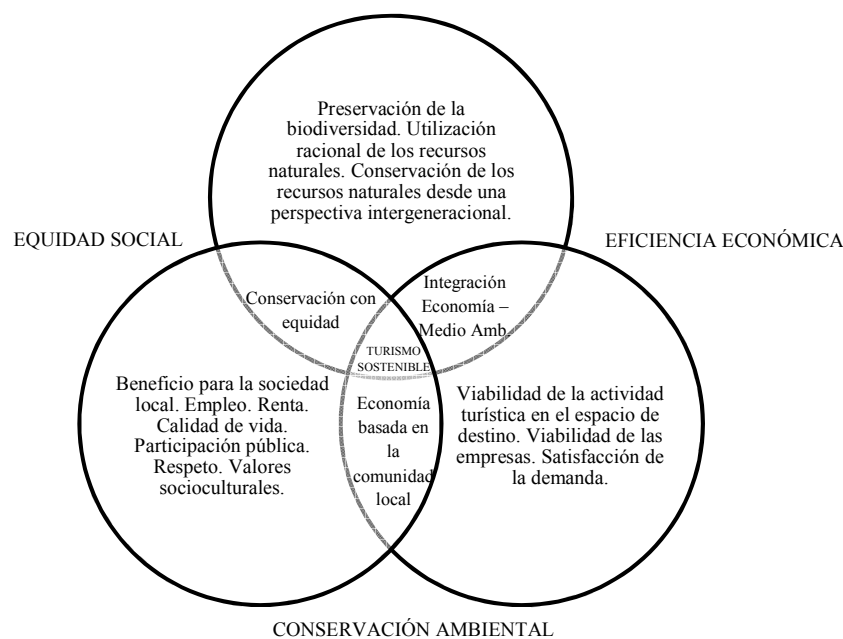 Preservación de la
biodiversidad. Utilización
racional de los recursos
naturales. Conservación de los
recursos naturales desde una
perspectiva intergeneracional.
EQUIDAD SOCIAL
EFICIENCIA ECONÓMICA
Conservación con
equidad
Integración
Economía –
Medio Amb.
TURISMO
SOSTENIBLE
Beneficio para la sociedad
local. Empleo. Renta.
Calidad de vida.
Participación pública.
Respeto. Valores
socioculturales.
Economía
basada en
la
comunidad
local
Viabilidad de la actividad
turística en el espacio de
destino. Viabilidad de las
empresas. Satisfacción de
la demanda.
CONSERVACIÓN AMBIENTAL